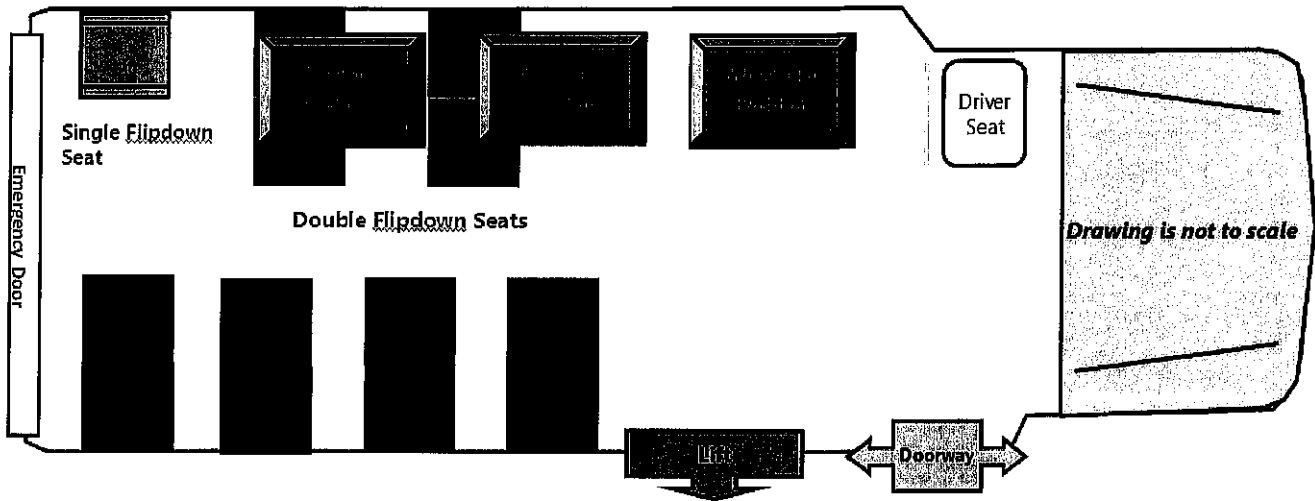 Single Flipdown
Seat
Double Flipdown Seats
Emergency Door
Driver
Seat
Drawing is not to scale
Lift
Doorway